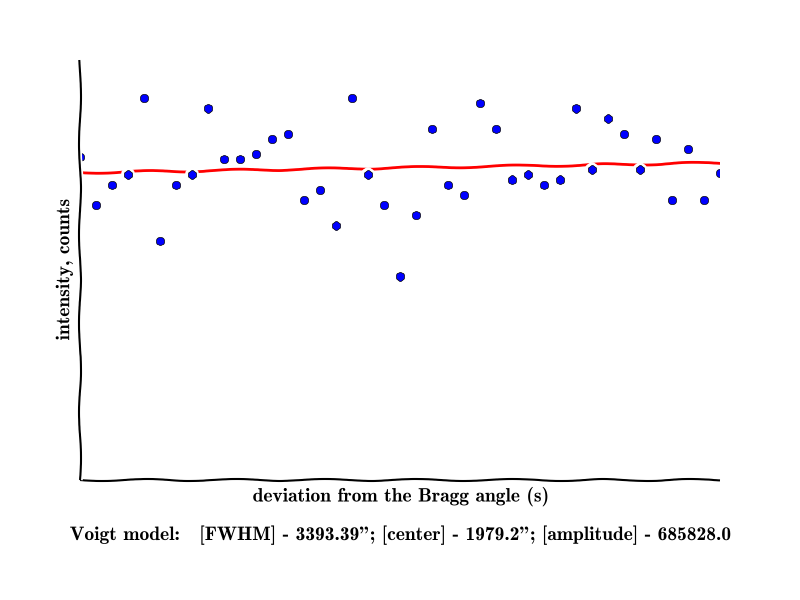 intensity, counts
deviation from the Bragg angle (s)
Voigt model: [FWHM] - 3393.39”; [center] - 1979.2”; [amplitude] - 685828.0